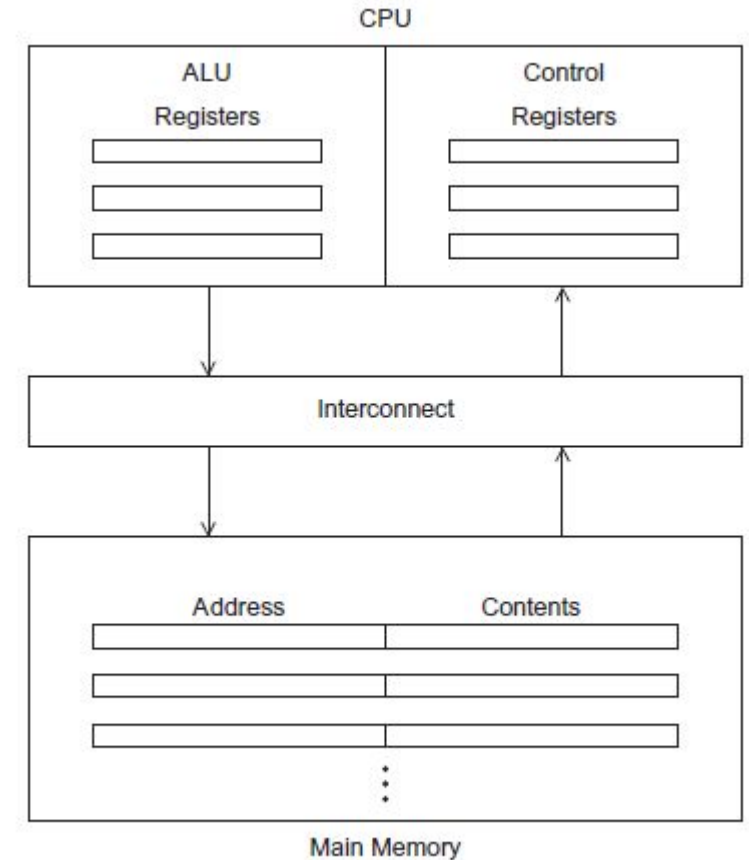 CPU
ALU
Control
Registers
Registers
Interconnect
Address
Contents
Main Memory